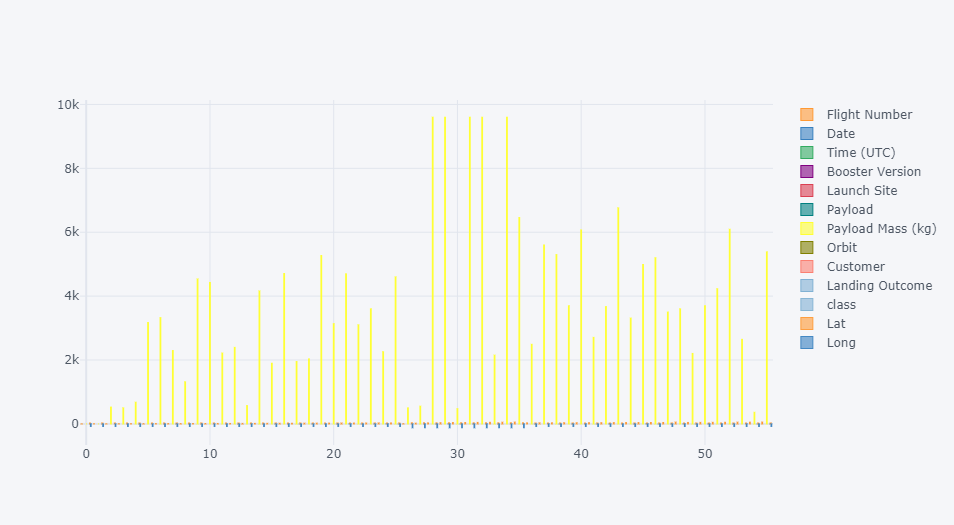 10k
8k
6k
4k
2k
0
0 10 20 30 40 50
Flight Number
Date
Time (UTC)
Booster Version
Launch Site
Payload
Payload Mass (kg)
Orbit
Customer
Landing Outcome
class
Lat
Long